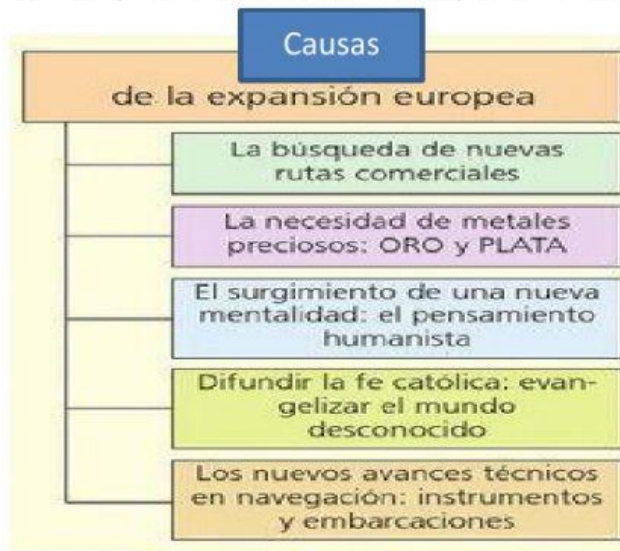 Causas
de la expansión europea
La búsqueda de nuevas
rutas comerciales
La necesidad de metales
preciosos: ORO y PLATA
El surgimiento de una nueva
mentalidad: el pensamiento
humanista
Difundir la fe católica: evan-
gelizar el mundo
desconocido
Los nuevos avances técnicos
en navegación: instrumentos
y embarcaciones